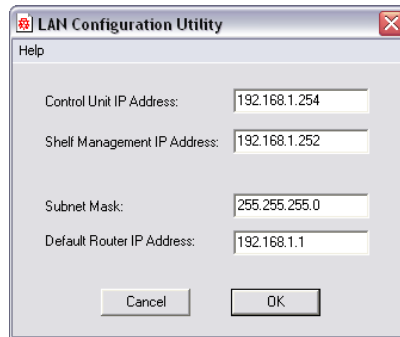 LAN Configuration Utility
Help
Control Unit IP Address: 192.168.1.254
Shelf Management IP Address: 192.168.1.252
Subnet Mask: 255.255.255.0
Default Router IP Address: 192.168.1.1
Cancel OK